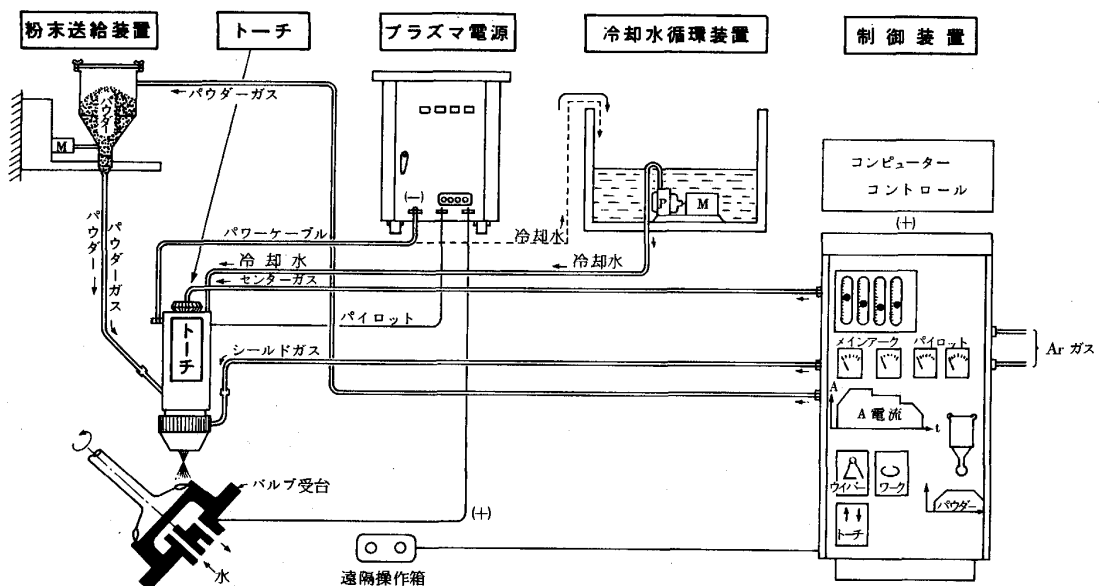 粉末送給装置
トーチ
プラズマ電源
冷却水循環装置
制御装置
パウダーガス
パウダー
M
(−)
P
M
コンピューター
コントロール
(+)
パワーケーブル
冷却水
冷却水
冷却水
センターガス
パウダーガス
パウダー
パイロット
トーチ
シールドガス
メインアーク
パイロット
Arガス
A
A電流
t
バルブ受台
(+)
ウイパー
ワーク
パウダー
トーチ
水
遠隔操作箱